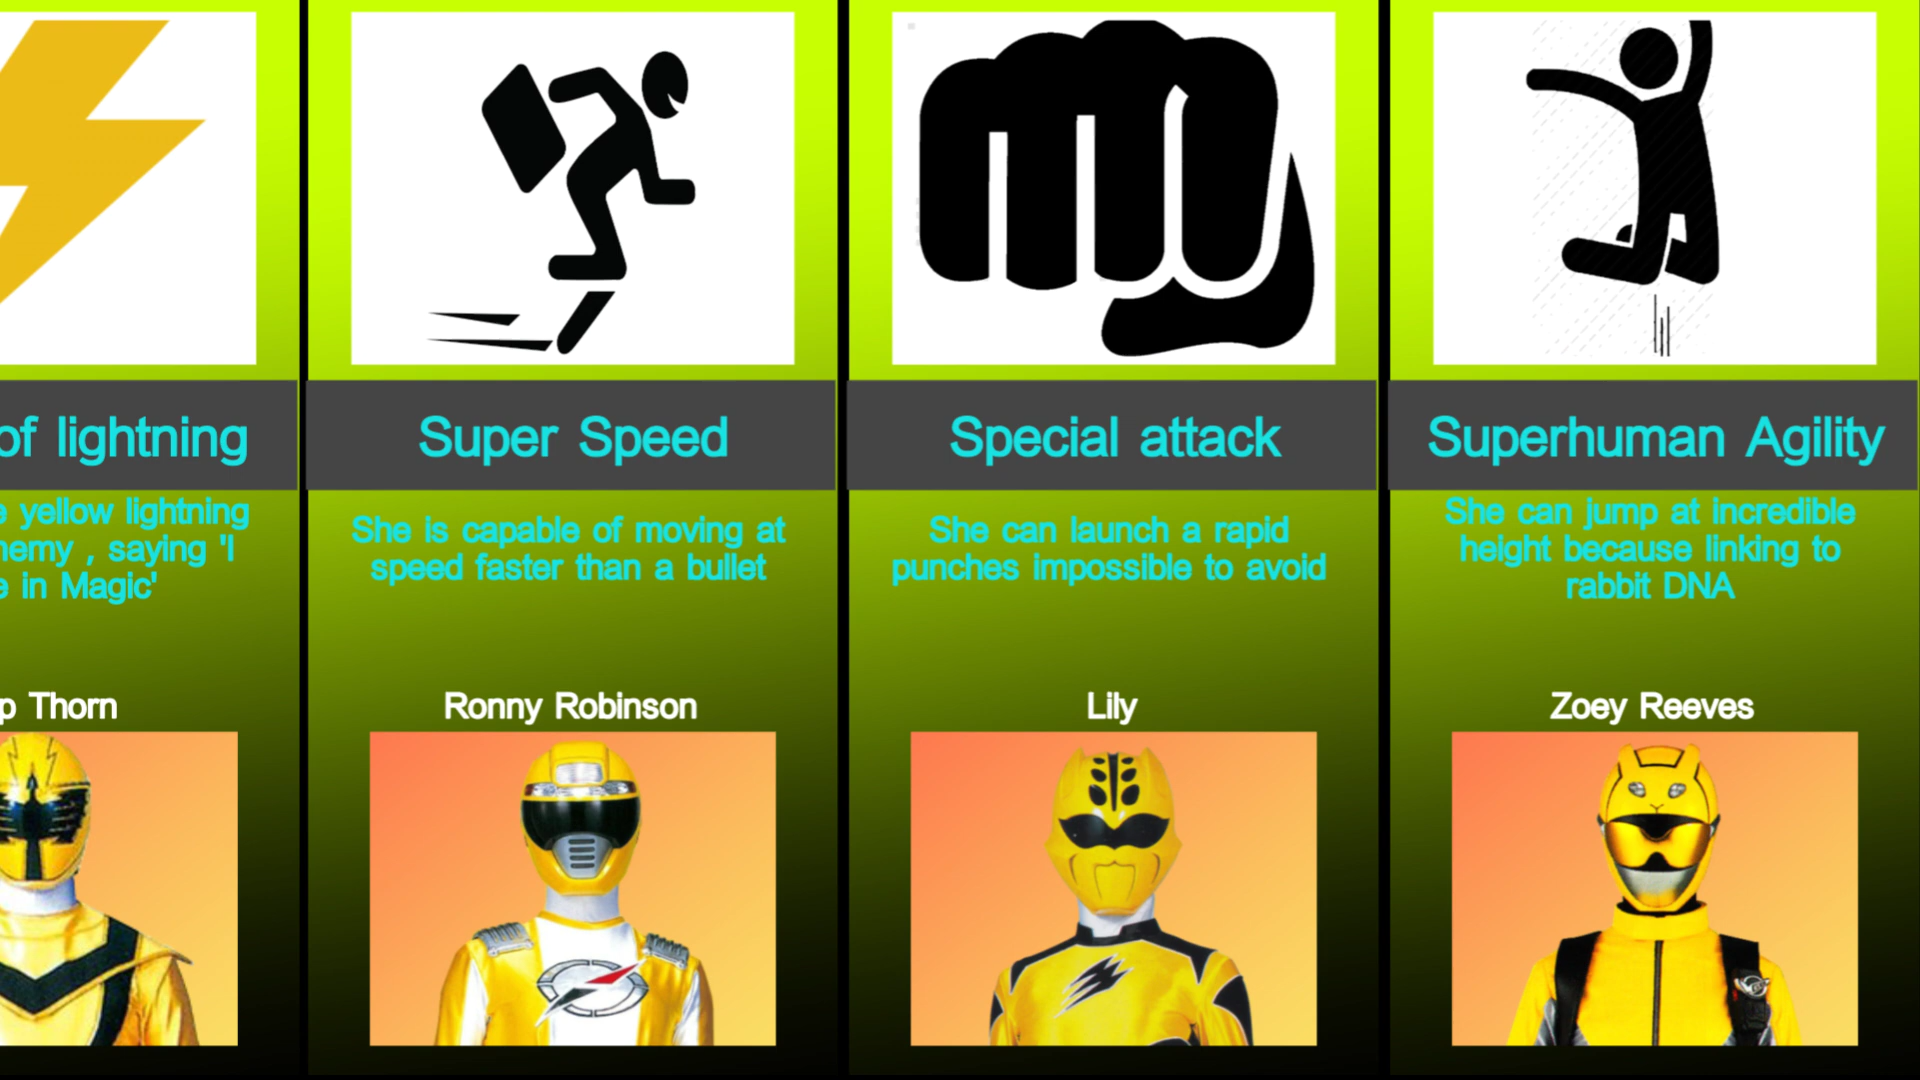 of lightning
e yellow lightning
nemy , saying 'I
e in Magic'
p Thorn
Super Speed
She is capable of moving at
speed faster than a bullet
Ronny Robinson
Special attack
She can launch a rapid
punches impossible to avoid
Lily
Superhuman Agility
She can jump at incredible
height because linking to
rabbit DNA
Zoey Reeves